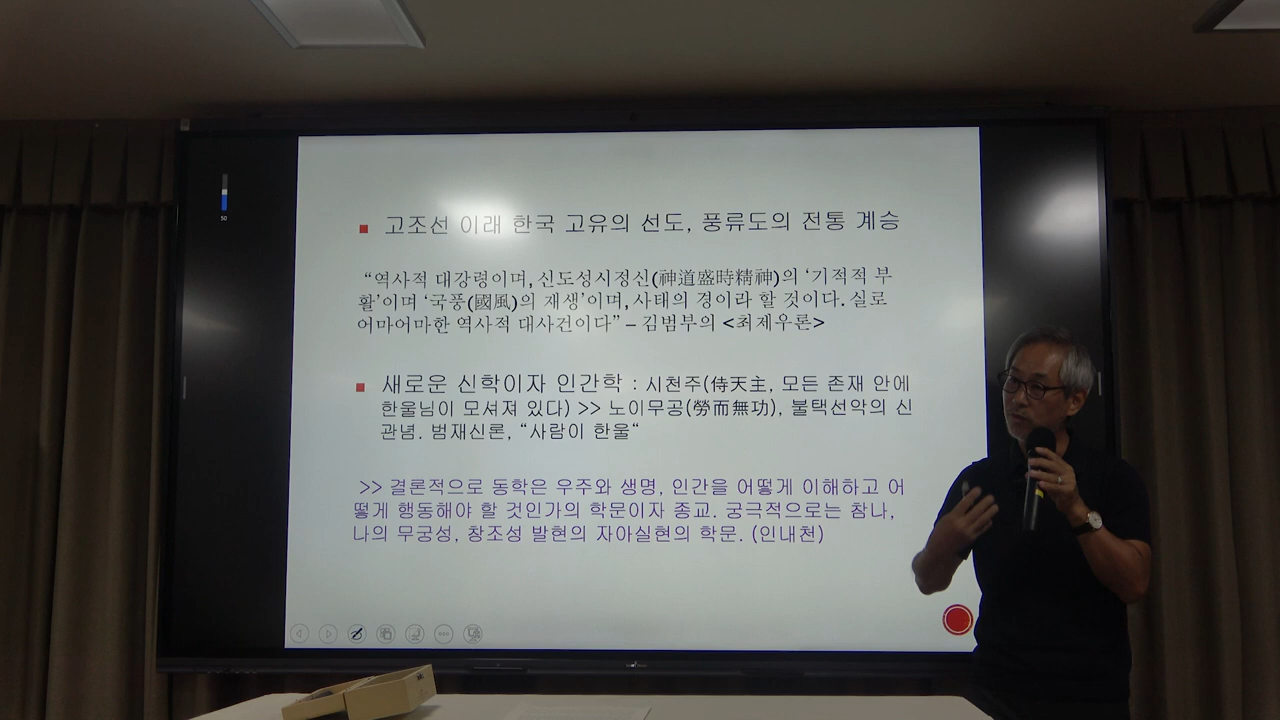 ■ 고조선 이래 한국 고유의 선도, 풍류도의 전통 계승
“역사적 대강령이며, 신도성시정신(神道盛時精神)의 ‘기적적 부
활’이며 ‘국풍(國風)의 재생’이며, 사태의 경이라 할 것이다. 실로
어마어마한 역사적 대사건이다” – 김범부의 <최제우론>
■ 새로운 신학이자 인간학 : 시천주(侍天主, 모든 존재 안에
한울님이 모셔져 있다) >> 노이무공(勞而無功), 불택선악의 신
관념. 범재신론, “사람이 한울“
>> 결론적으로 동학은 우주와 생명, 인간을 어떻게 이해하고 어
떻게 행동해야 할 것인가의 학문이자 종교. 궁극적으로는 참나,
나의 무궁성, 창조성 발현의 자아실현의 학문. (인내천)
50